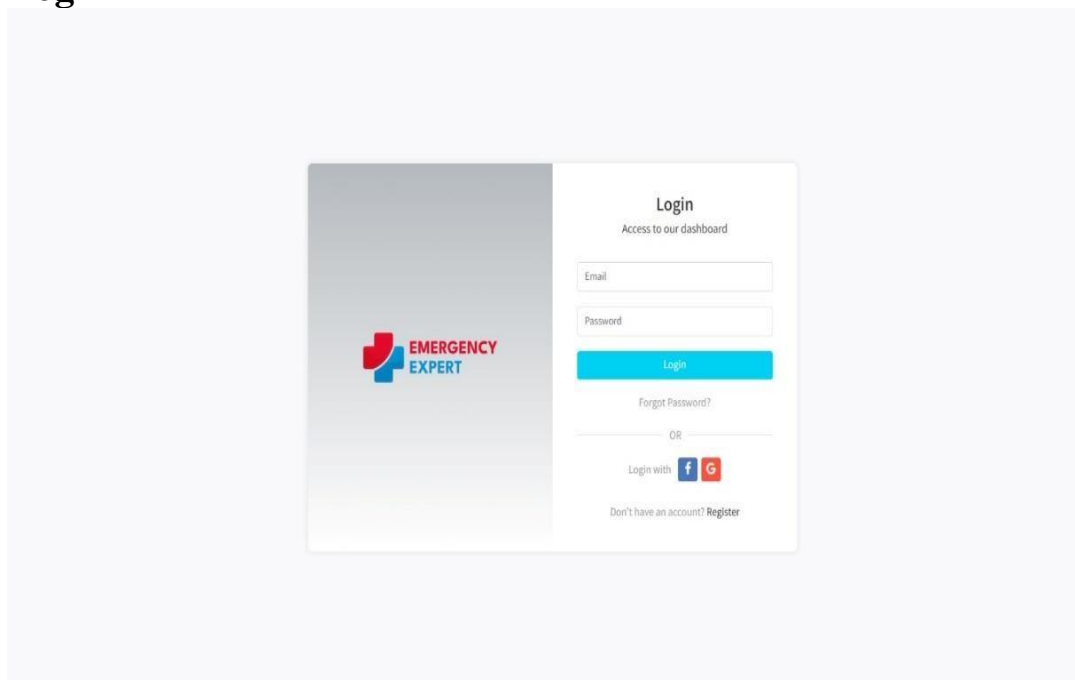 EMERGENCY
EXPERT
Login
Access to our dashboard
Email
Password
Login
Forgot Password?
OR
Login with f G
Don't have an account? Register